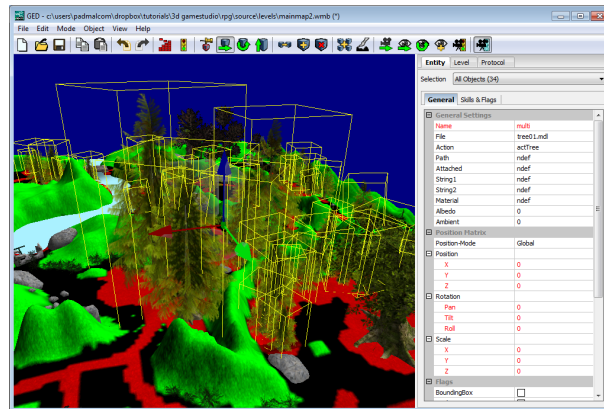 GED - c:\users\padmalcom\dropbox\tutorials\3d gamestudio\rpg\source\levels\mainmap2.wmb (*)
File Edit Mode Object View Help
Entity Level Protocol
Selection All Objects (34)
General Skills & Flags
General Settings
Name multi
File tree01.mdl
Action actTree
Path ndef
Attached ndef
String1 ndef
String2 ndef
Material ndef
Albedo 0
Ambient 0
Position Matrix
Position-Mode Global
Position
X 0
Y 0
Z 0
Rotation
Pan 0
Tilt 0
Roll 0
Scale
X 0
Y 0
Z 0
Flags
BoundingBox